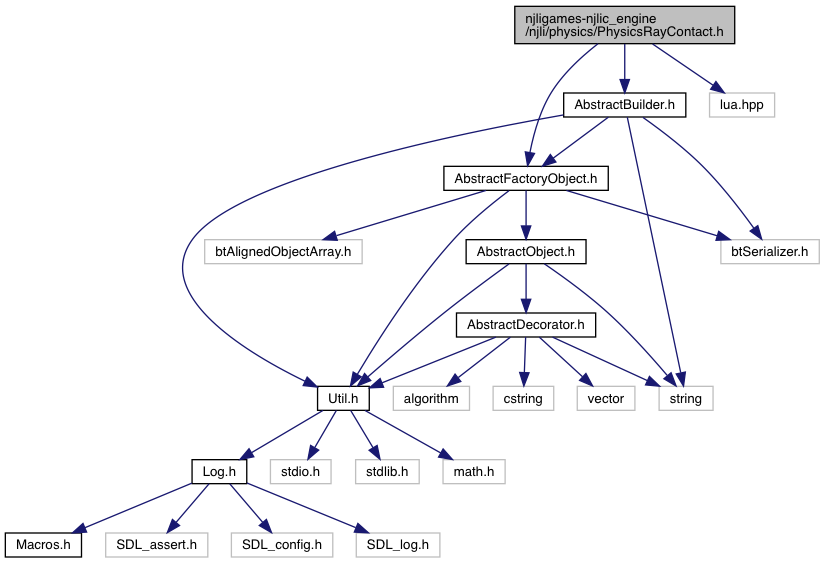 njligames-njlic_engine
/njli/physics/PhysicsRayContact.h
AbstractBuilder.h
lua.hpp
AbstractFactoryObject.h
btAlignedObjectArray.h
AbstractObject.h
btSerializer.h
AbstractDecorator.h
Util.h
algorithm
cstring
vector
string
Log.h
stdio.h
stdlib.h
math.h
Macros.h
SDL_assert.h
SDL_config.h
SDL_log.h